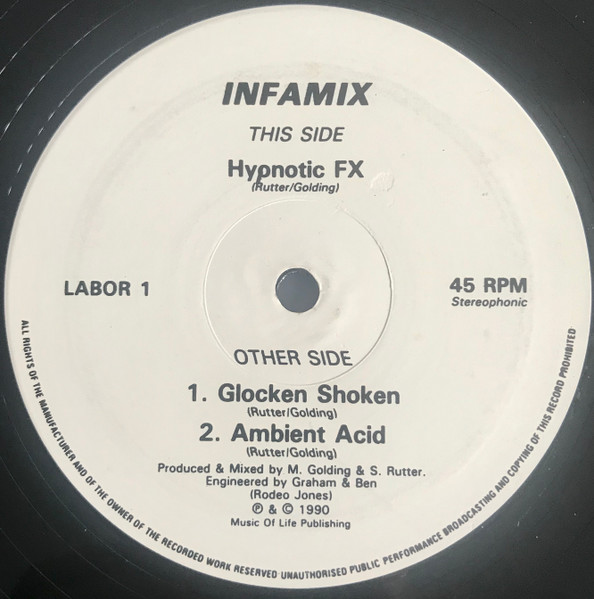 INFAMIX
THIS SIDE
Hypnotic FX
(Rutter/Golding)
LABOR 1
45 RPM
Stereophonic
OTHER SIDE
1. Glocken Shoken
(Rutter/Golding)
2. Ambient Acid
(Rutter/Golding)
Produced & Mixed by M. Golding & S. Rutter.
Engineered by Graham & Ben
(Rodeo Jones)
℗ & © 1990
Music Of Life Publishing
ALL RIGHTS OF THE MANUFACTURER AND OF THE OWNER OF THE RECORDED WORK RESERVED UNAUTHORISED PUBLIC PERFORMANCE BROADCASTING AND COPYING OF THIS RECORD PROHIBITED